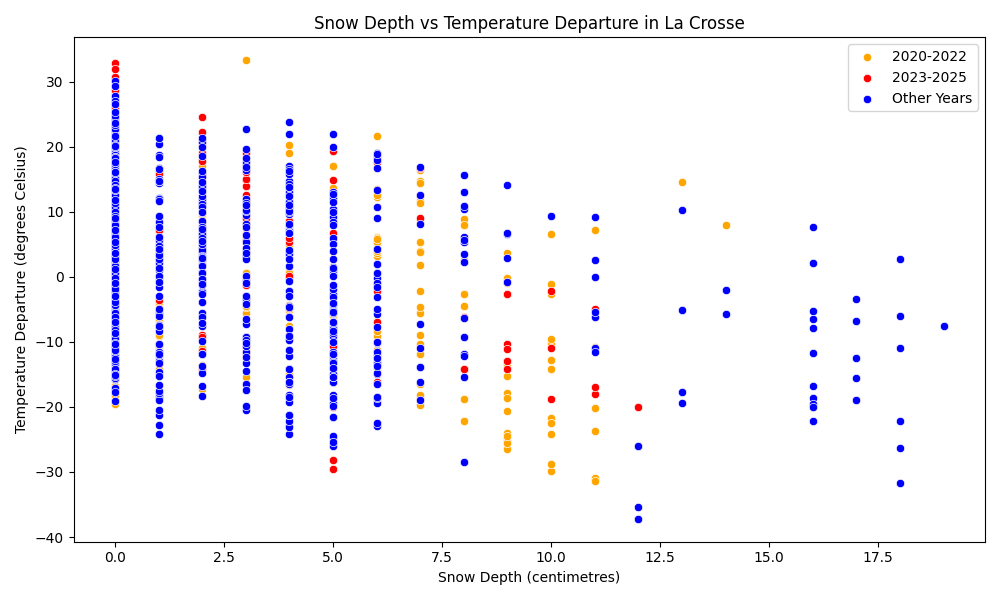 Snow Depth vs Temperature Departure in La Crosse
2020-2022
2023-2025
Other Years
Temperature Departure (degrees Celsius)
30
20
10
0
−10
−20
−30
−40
0.0 2.5 5.0 7.5 10.0 12.5 15.0 17.5
Snow Depth (centimetres)